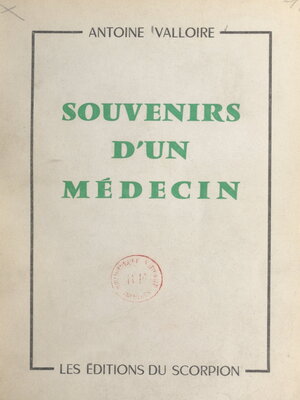 ANTOINE VALLOIRE
SOUVENIRS
D'UN
MÉDECIN
LES ÉDITIONS DU SCORPION